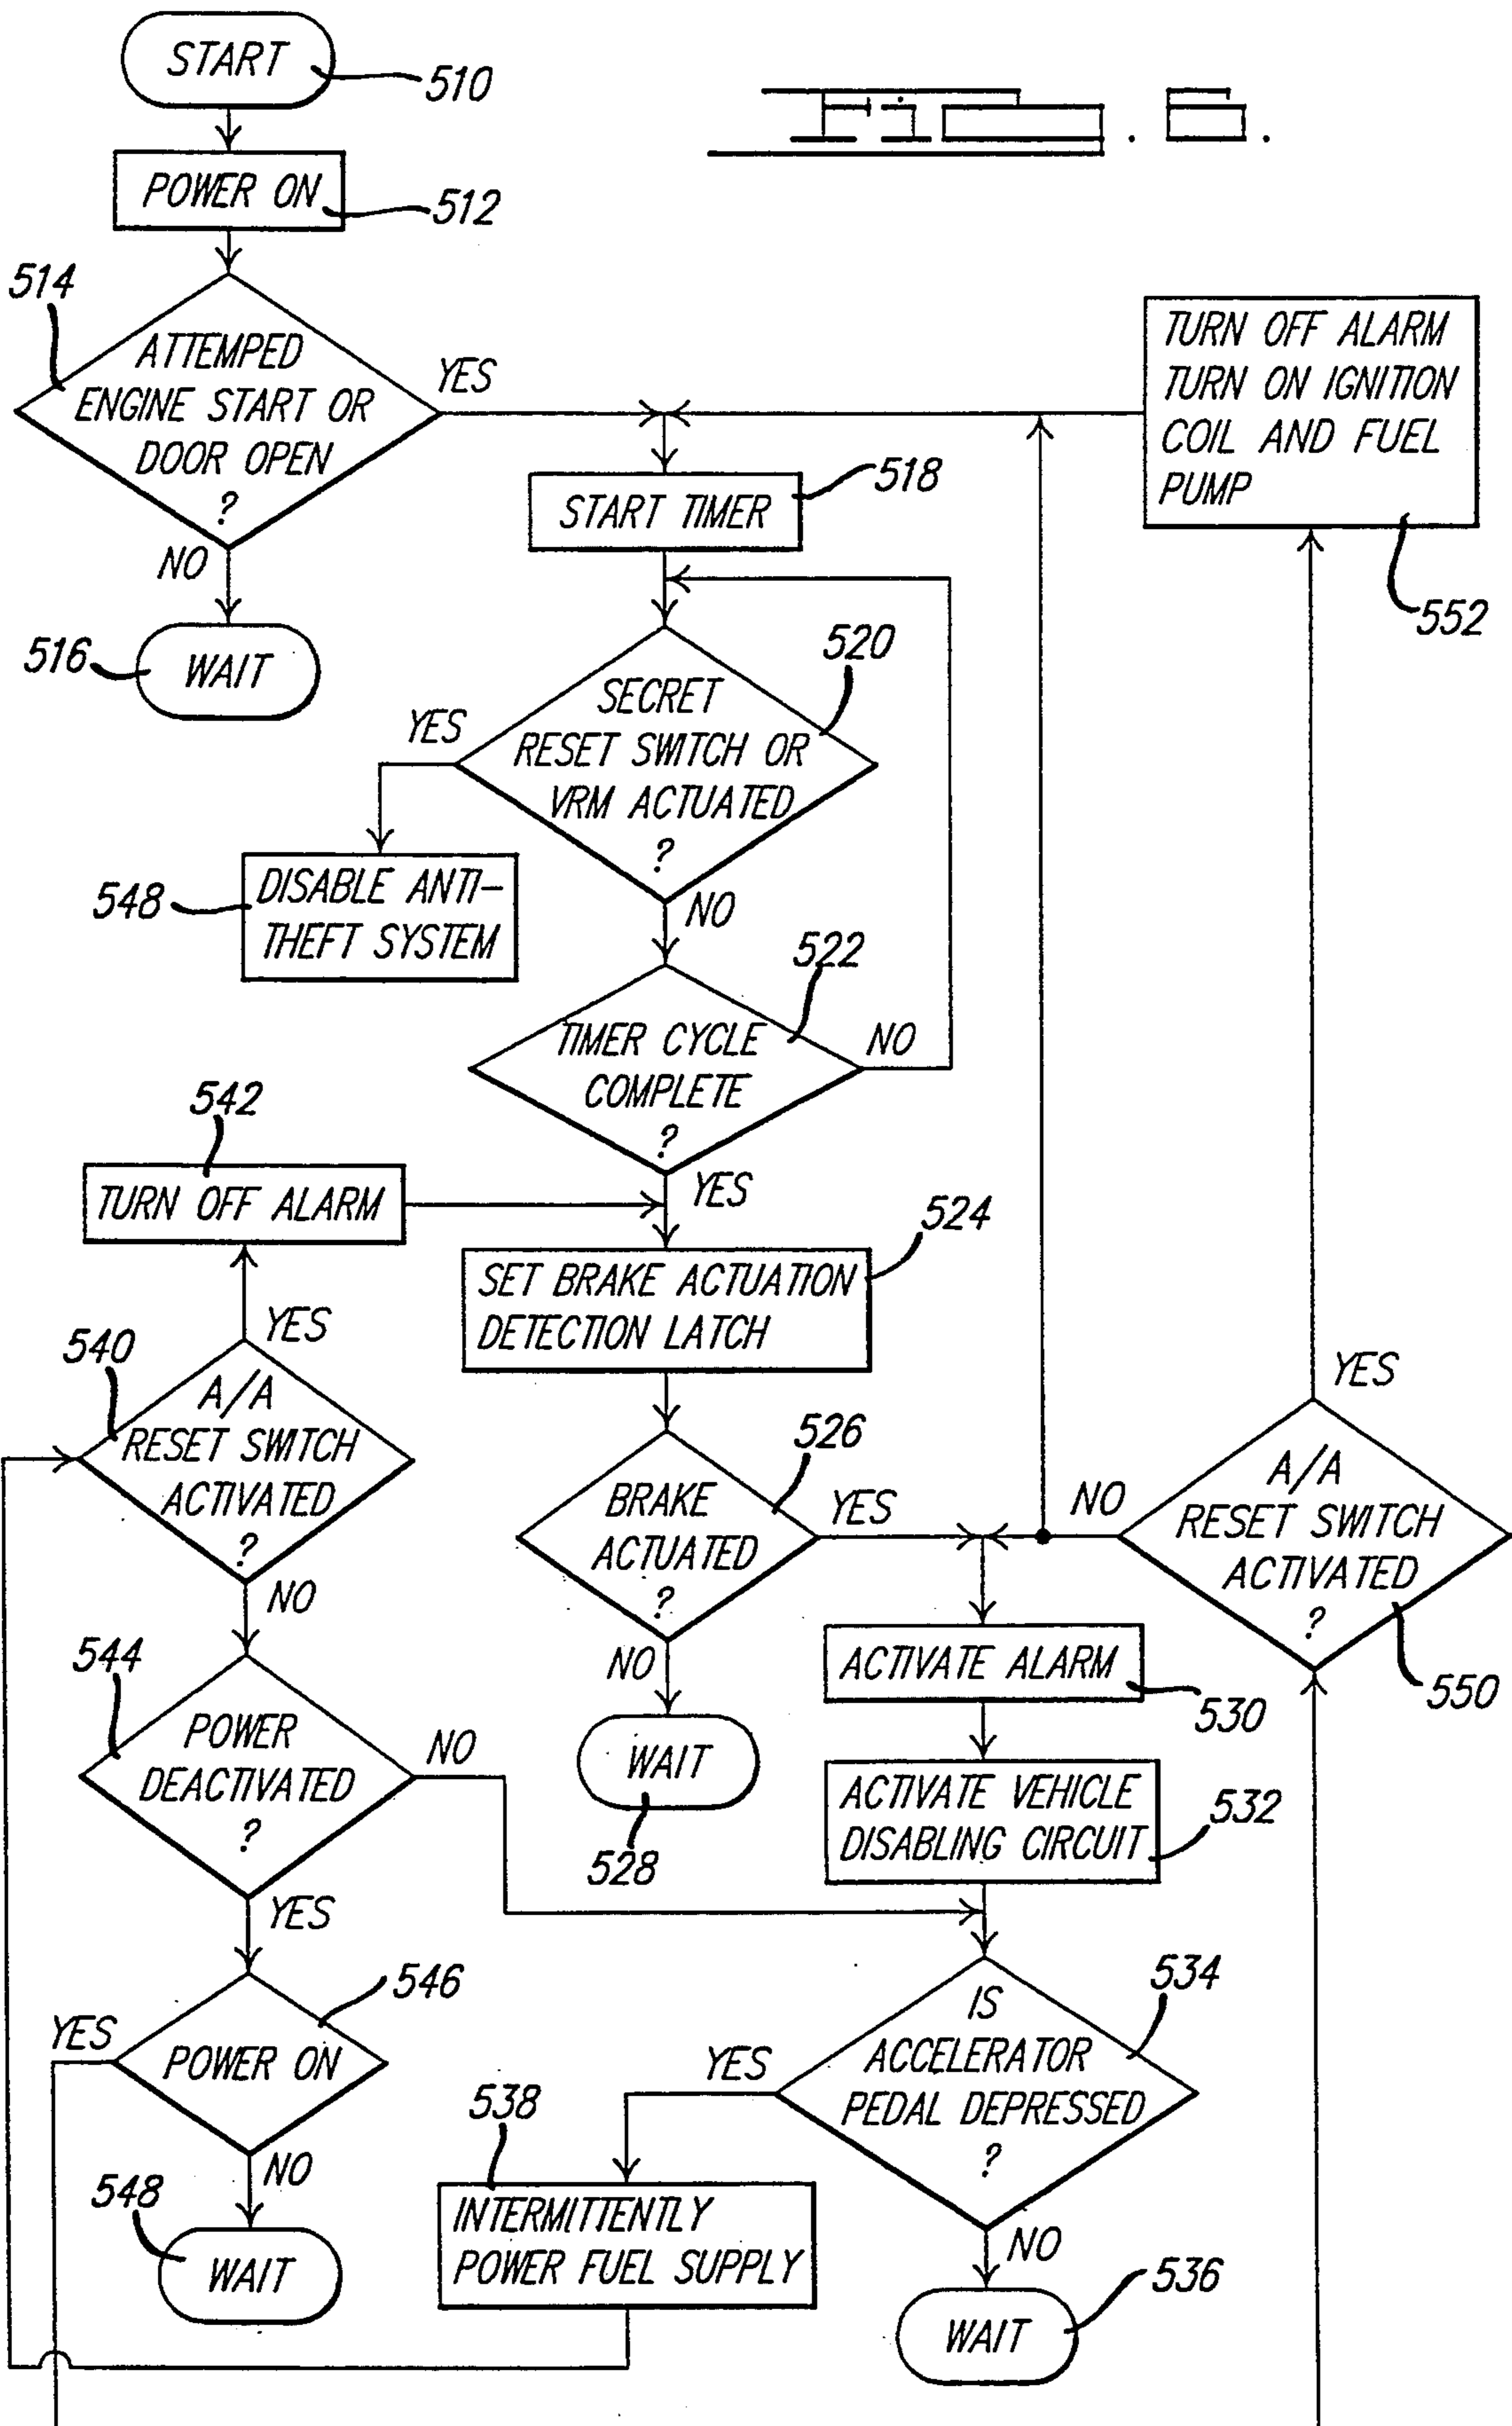 START
510
POWER ON
512
514
ATTEMPED
ENGINE START OR
DOOR OPEN
?
YES
NO
516
WAIT
TURN OFF ALARM
TURN ON IGNITION
COIL AND FUEL
PUMP
552
START TIMER
518
520
SECRET
RESET SWITCH OR
VRM ACTUATED
?
YES
NO
548
DISABLE ANTI-
THEFT SYSTEM
522
TIMER CYCLE
COMPLETE
?
NO
YES
542
TURN OFF ALARM
524
SET BRAKE ACTUATION
DETECTION LATCH
540
YES
A/A
RESET SWITCH
ACTIVATED
?
NO
526
BRAKE
ACTUATED
?
YES
NO
WAIT
528
YES
A/A
RESET SWITCH
ACTIVATED
?
NO
550
ACTIVATE ALARM
530
ACTIVATE VEHICLE
DISABLING CIRCUIT
532
544
POWER
DEACTIVATED
?
NO
YES
546
POWER ON
YES
NO
548
WAIT
534
IS
ACCELERATOR
PEDAL DEPRESSED
?
YES
NO
538
INTERMITTENTLY
POWER FUEL SUPPLY
WAIT
536